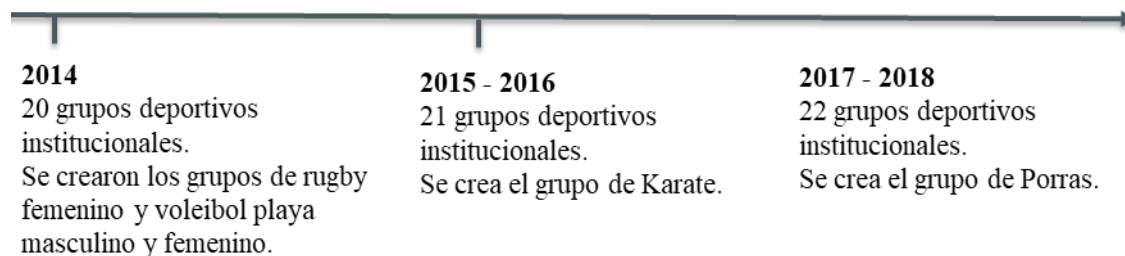 2014
20 grupos deportivos
institucionales.
Se crearon los grupos de rugby
femenino y voleibol playa
masculino y femenino.
2015 - 2016
21 grupos deportivos
institucionales.
Se crea el grupo de Karate.
2017 - 2018
22 grupos deportivos
institucionales.
Se crea el grupo de Porras.